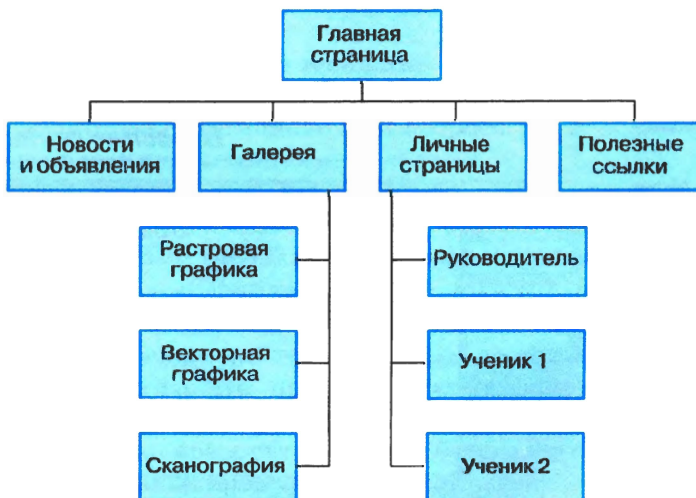 Главная
страница
Новости
и объявления
Галерея
Личные
страницы
Полезные
ссылки
Растровая
графика
Руководитель
Векторная
графика
Ученик 1
Сканография
Ученик 2